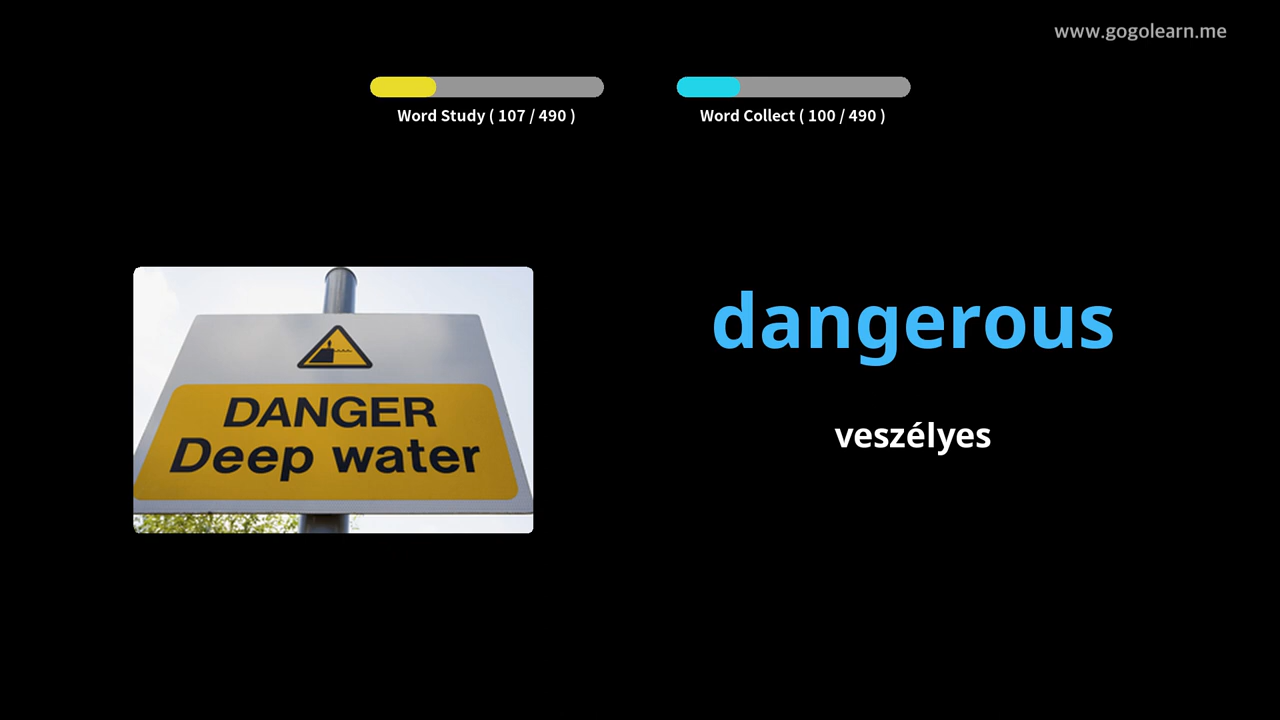 www.gogolearn.me
Word Study ( 107 / 490 )
Word Collect ( 100 / 490 )
DANGER
Deep water
dangerous
veszélyes